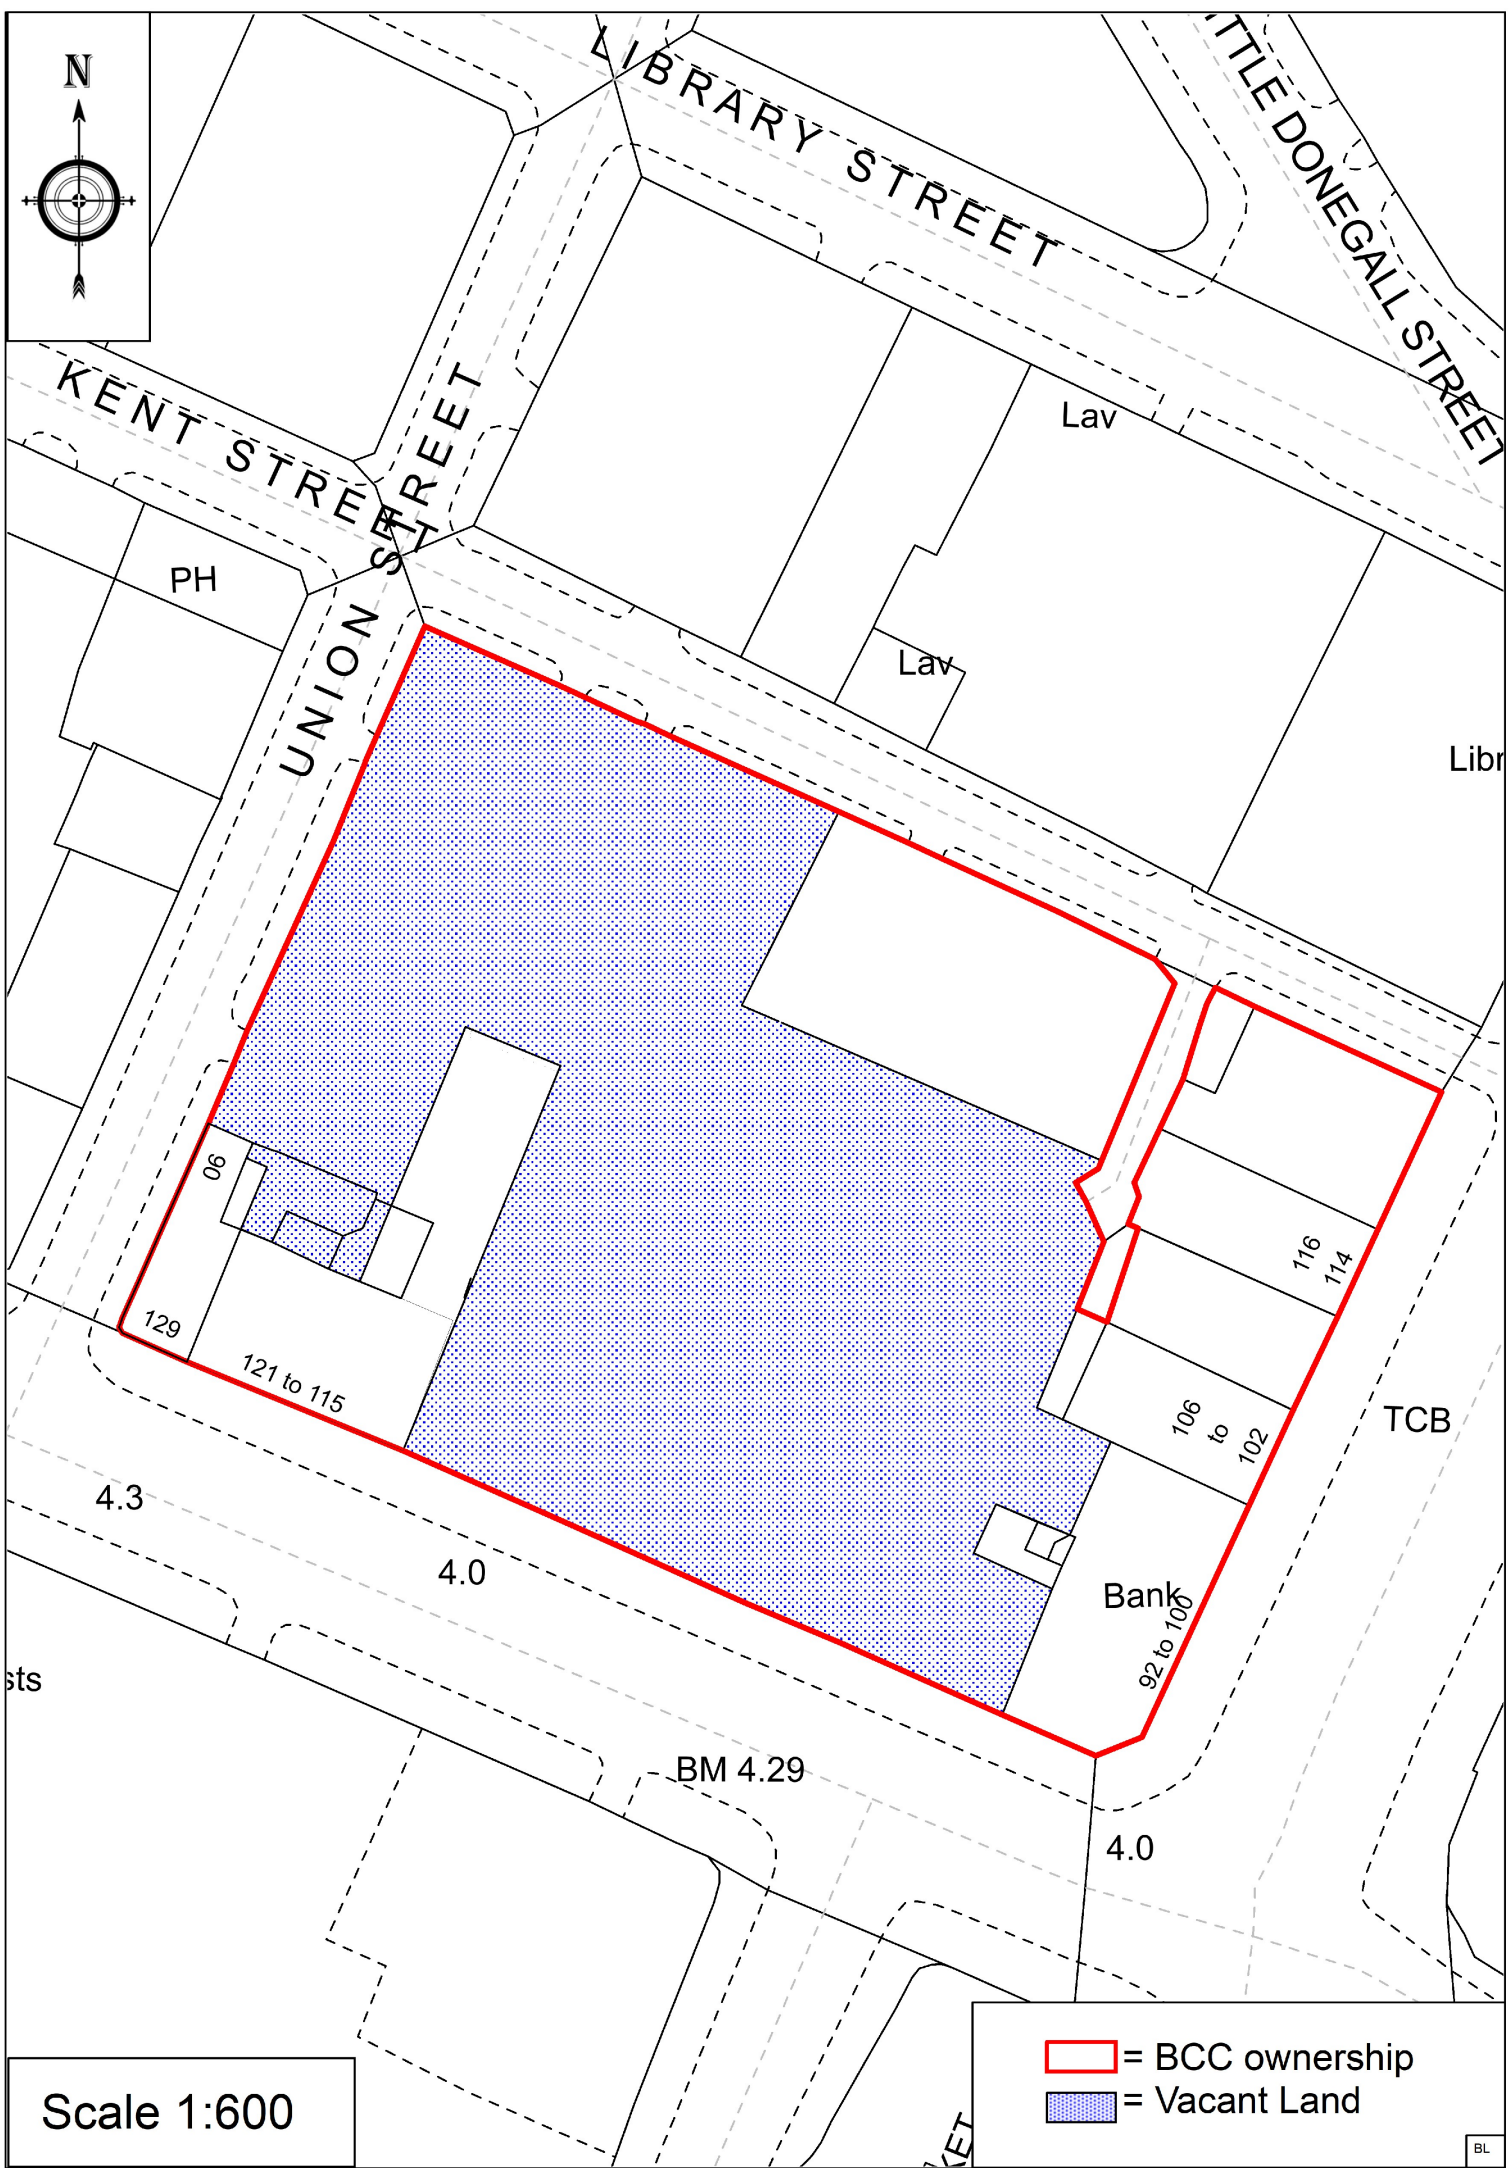 N
LIBRARY STREET
ITTLE DONEGALL STREET
KENT STREET
UNION STREET
Lav
PH
Lav
Libr
06
129
121 to 115
116
114
106
to
102
TCB
4.3
4.0
Bank
92 to 100
sts
BM 4.29
4.0
KET
Scale 1:600
= BCC ownership
= Vacant Land
BL